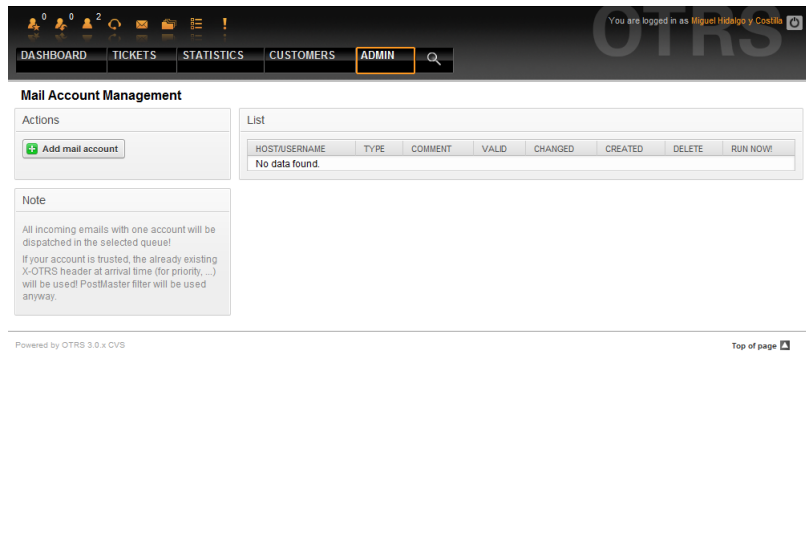 0 0 2
You are logged in as Miguel Hidalgo y Costilla
OTRS
DASHBOARD TICKETS STATISTICS CUSTOMERS ADMIN
Mail Account Management
Actions
Add mail account
List
HOST/USERNAME TYPE COMMENT VALID CHANGED CREATED DELETE RUN NOW!
No data found.
Note
All incoming emails with one account will be
dispatched in the selected queue!
If your account is trusted, the already existing
X-OTRS header at arrival time (for priority, ...)
will be used! PostMaster filter will be used
anyway.
Powered by OTRS 3.0.x CVS
Top of page